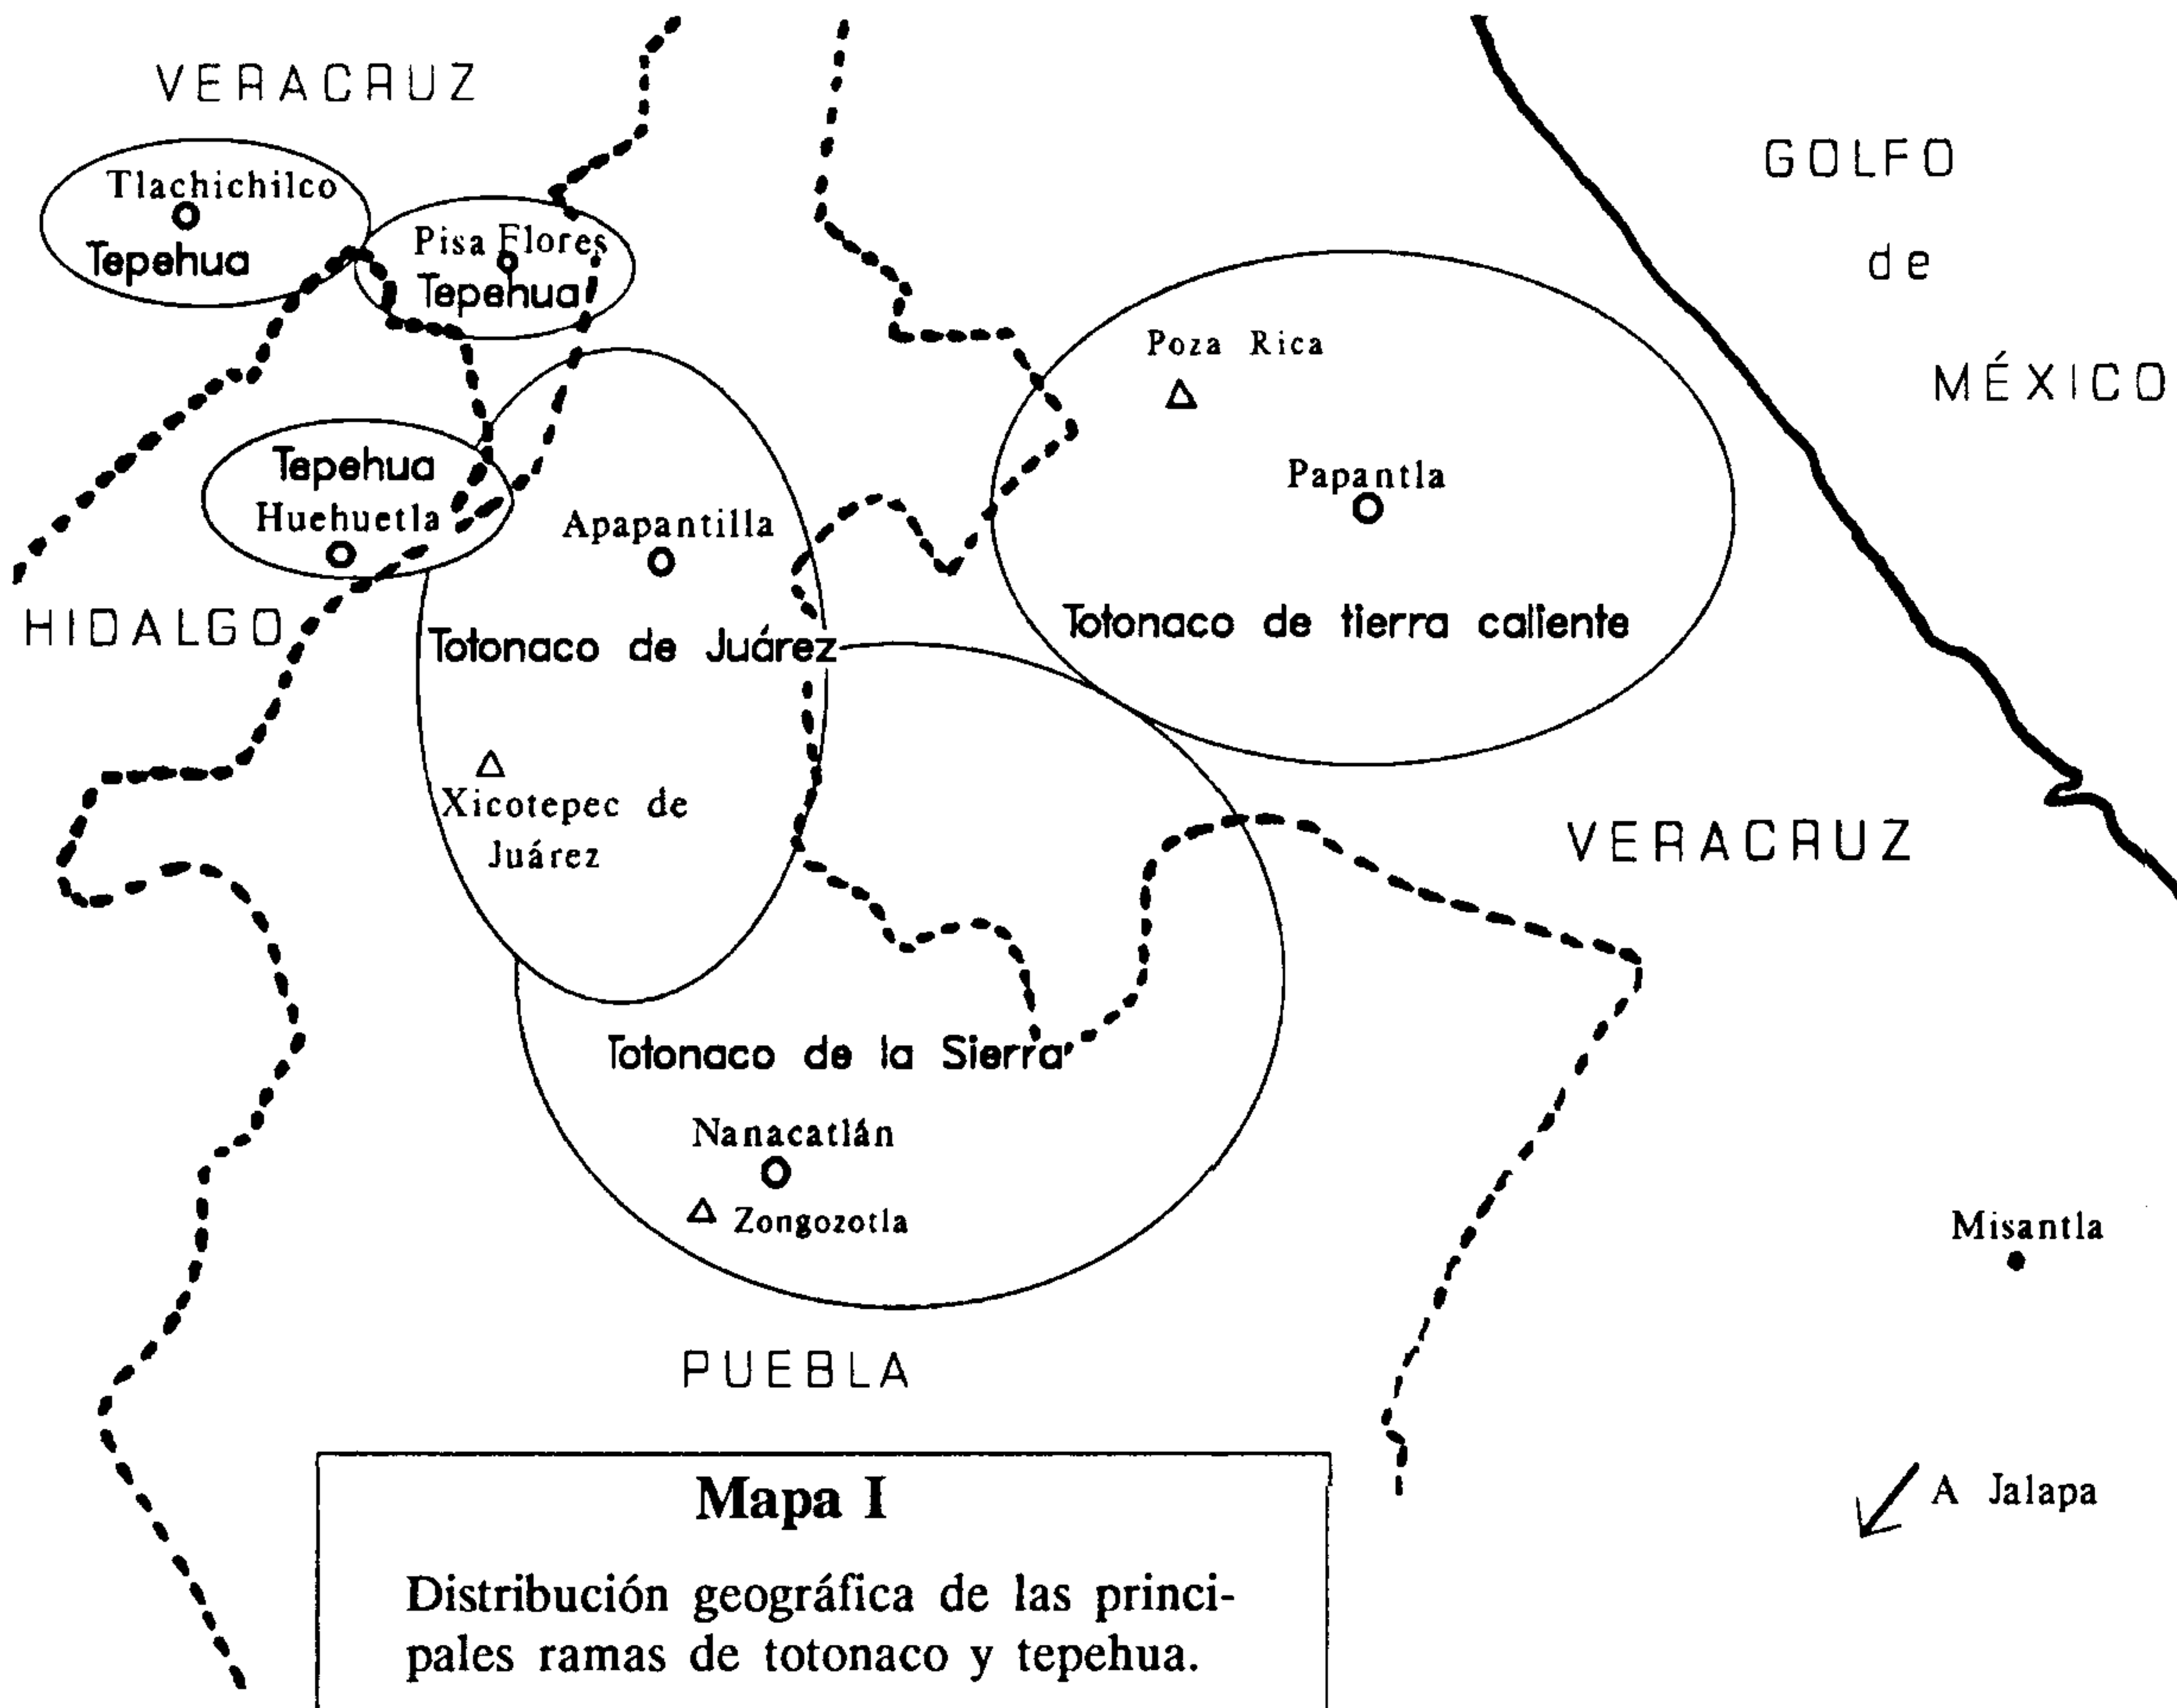 VERACRUZ
GOLFO
de
MÉXICO
Tlachichilco
Tepehua
Pisa Flores
Tepehua
Poza Rica
Tepehua
Huehuetla
Papantla
Apapantilla
HIDALGO
Totonaco de Juárez
Totonaco de tierra caliente
Xicotepec de
Juárez
VERACRUZ
Totonaco de la Sierra
Nanacatlán
Zongozotla
Misantla
PUEBLA
A Jalapa
Mapa I
Distribución geográfica de las princi-
pales ramas de totonaco y tepehua.